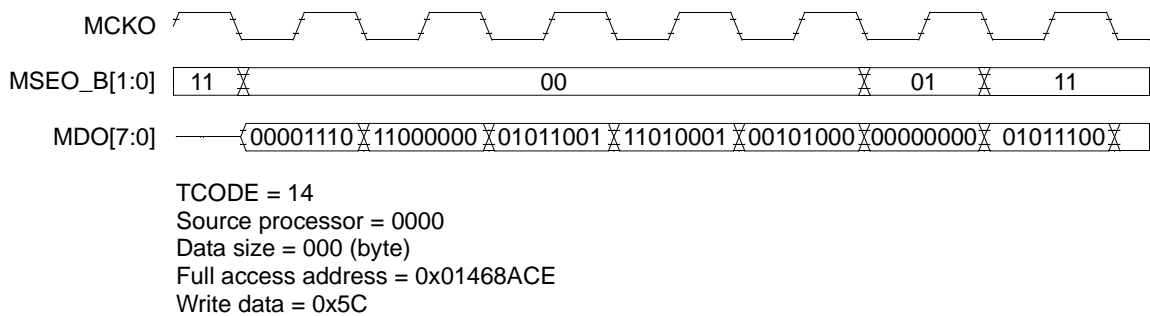 MCKO
MSEO_B[1:0] 11 00 01 11
MDO[7:0] 00001110 11000000 01011001 11010001 00101000 00000000 01011100
TCODE = 14
Source processor = 0000
Data size = 000 (byte)
Full access address = 0x01468ACE
Write data = 0x5C